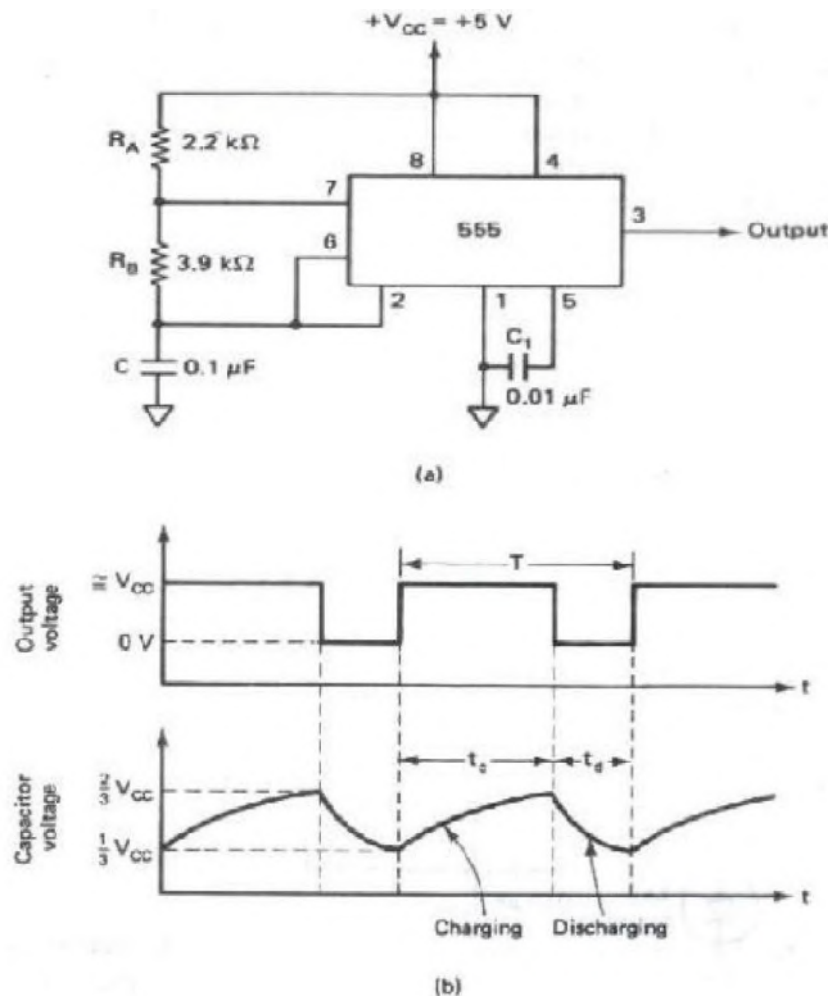 +V_CC = +5 V
R_A 2.2 kΩ
8 4
7
3
6
555
Output
R_B 3.9 kΩ
2 1 5
C 0.1 μF
C_1
0.01 μF
(a)
Output voltage
≅ V_CC
T
0 V
t
Capacitor voltage
t_c t_d
2/3 V_CC
1/3 V_CC
t
Charging Discharging
(b)